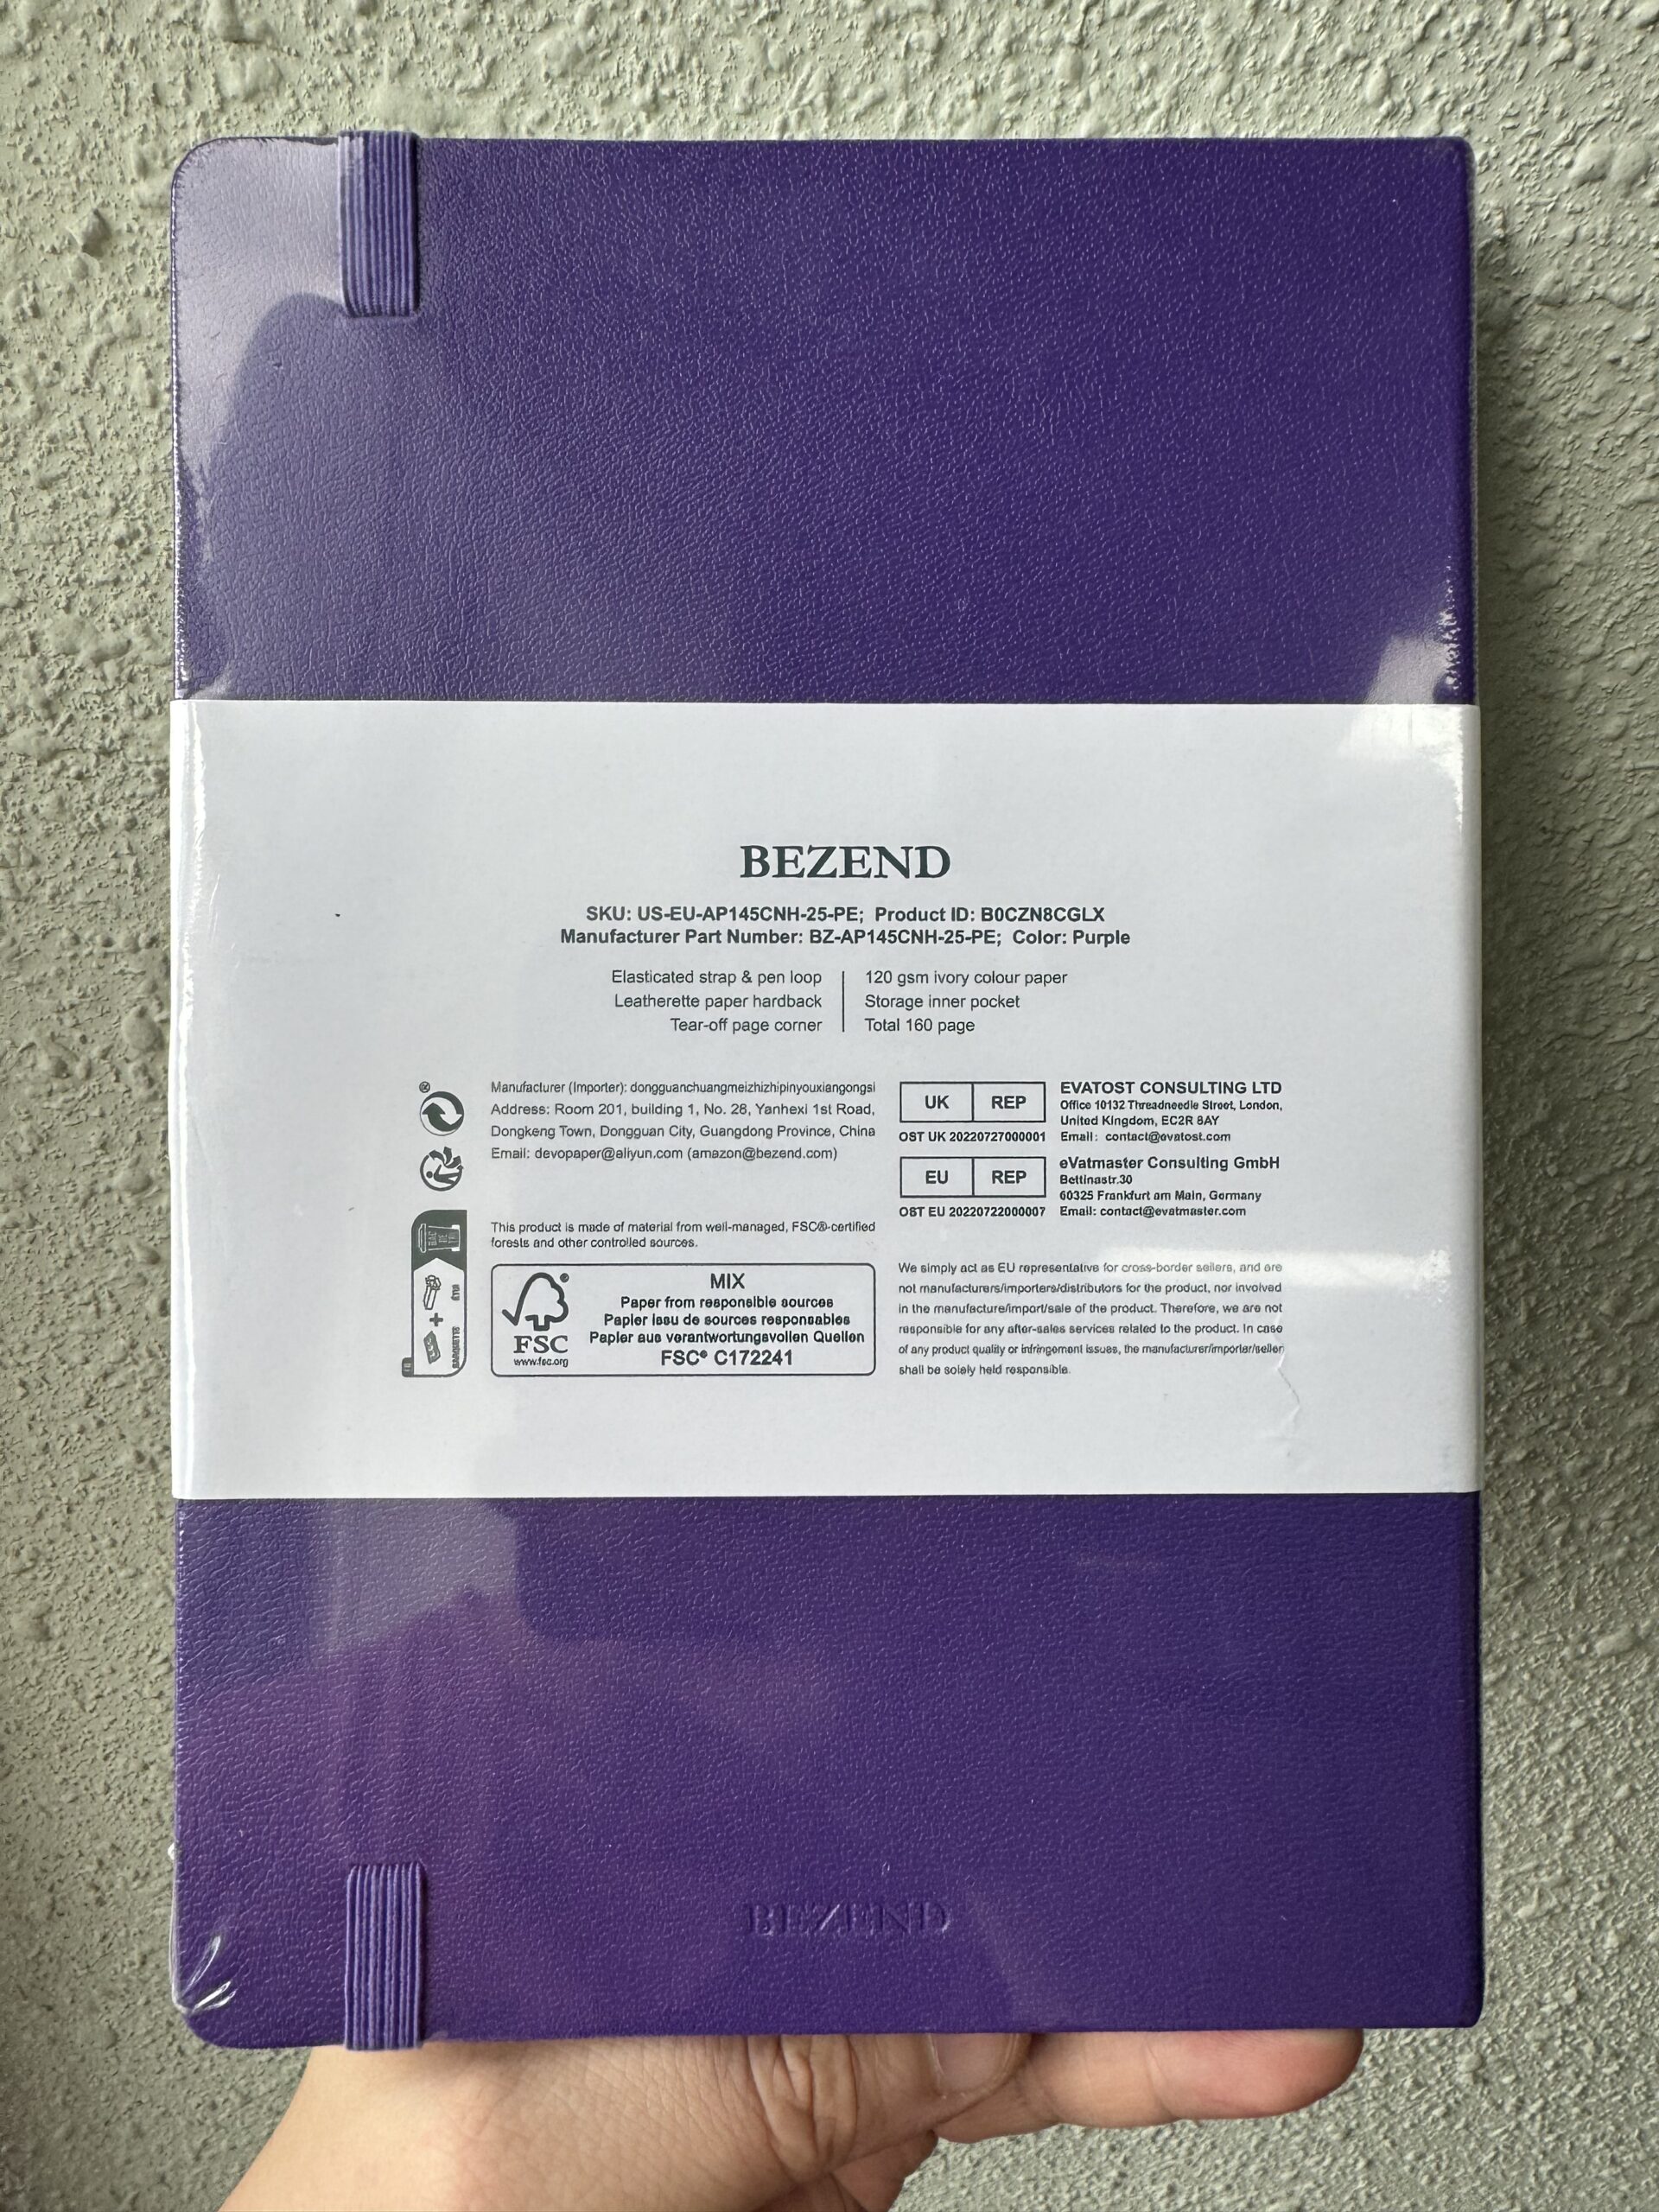 BEZEND
SKU: US-EU-AP145CNH-25-PE; Product ID: B0CZN8CGLX
Manufacturer Part Number: BZ-AP145CNH-25-PE; Color: Purple
Elasticated strap & pen loop
Leatherette paper hardback
Tear-off page corner
120 gsm ivory colour paper
Storage inner pocket
Total 160 page
®
Manufacturer (Importer): dongguanchuangmeizhizhipinyouxiangongsi
Address: Room 201, building 1, No. 28, Yanhexi 1st Road,
Dongkeng Town, Dongguan City, Guangdong Province, China
Email: devopaper@aliyun.com (amazon@bezend.com)
This product is made of material from well-managed, FSC®-certified
forests and other controlled sources.
®
FSC
www.fsc.org
MIX
Paper from responsible sources
Papier issu de sources responsables
Papier aus verantwortungsvollen Quellen
FSC® C172241
UK REP
OST UK 20220727000001
EVATOST CONSULTING LTD
Office 10132 Threadneedle Street, London,
United Kingdom, EC2R 8AY
Email: contact@evatost.com
EU REP
OST EU 20220722000007
eVatmaster Consulting GmbH
Bettinastr.30
60325 Frankfurt am Main, Germany
Email: contact@evatmaster.com
We simply act as EU representative for cross-border sellers, and are
not manufacturers/importers/distributors for the product, nor involved
in the manufacture/import/sale of the product. Therefore, we are not
responsible for any after-sales services related to the product. In case
of any product quality or infringement issues, the manufacturer/importer/seller
shall be solely held responsible.
BEZEND